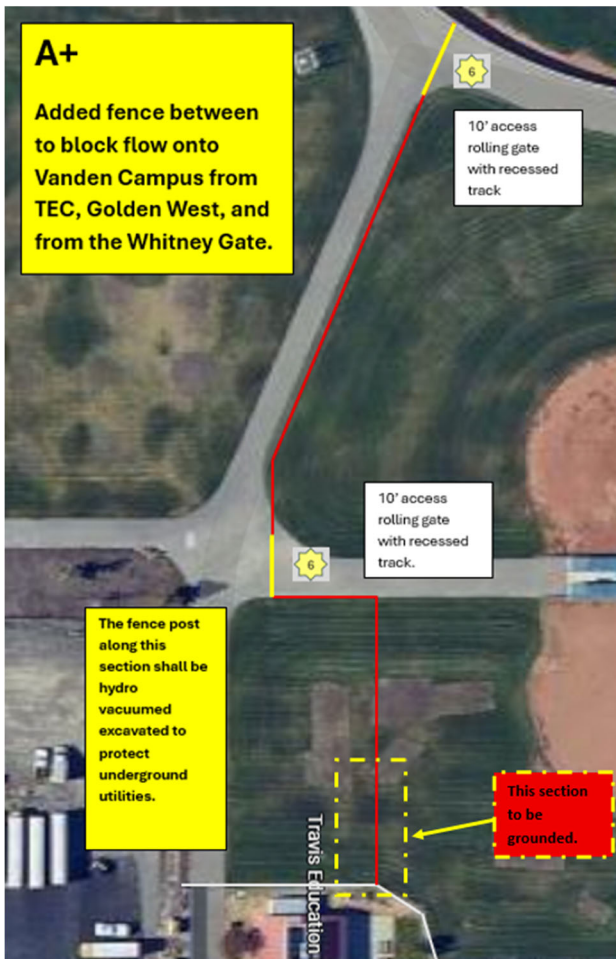 A+
Added fence between
to block flow onto
Vanden Campus from
TEC, Golden West, and
from the Whitney Gate.
6
10' access
rolling gate
with recessed
track
10' access
rolling gate
with recessed
track.
6
The fence post
along this
section shall be
hydro
vacuumed
excavated to
protect
underground
utilities.
This section
to be
grounded.
Travis Education